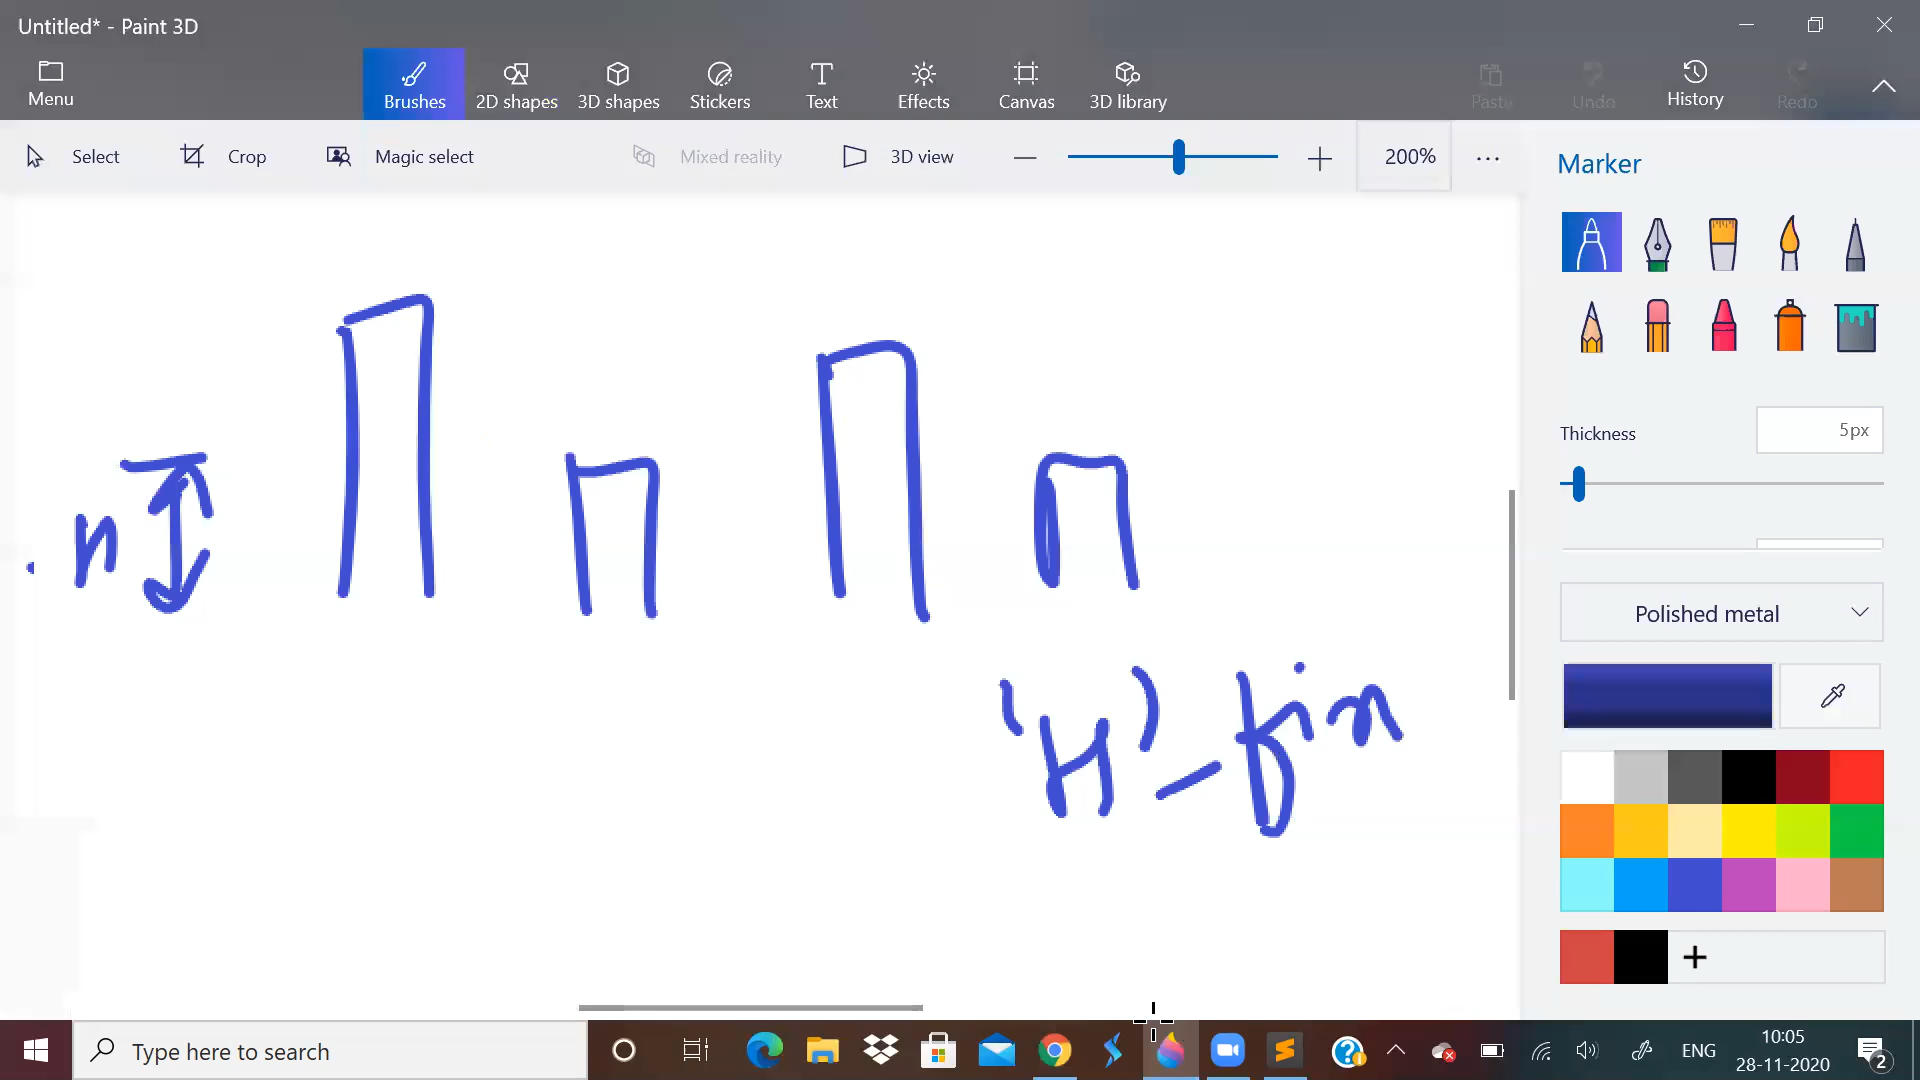 Untitled* - Paint 3D
Menu
Brushes
2D shapes
3D shapes
Stickers
Text
Effects
Canvas
3D library
Paste
Undo
History
Redo
Select
Crop
Magic select
Mixed reality
3D view
200%
Marker
Thickness
5px
n
'H' - fix
Polished metal
Type here to search
ENG
10:05
28-11-2020
2